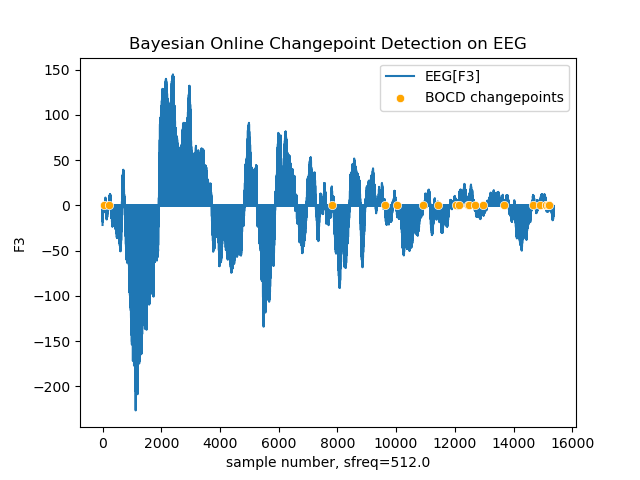 Bayesian Online Changepoint Detection on EEG
EEG[F3]
BOCD changepoints
F3
150
100
50
0
−50
−100
−150
−200
0 2000 4000 6000 8000 10000 12000 14000 16000
sample number, sfreq=512.0